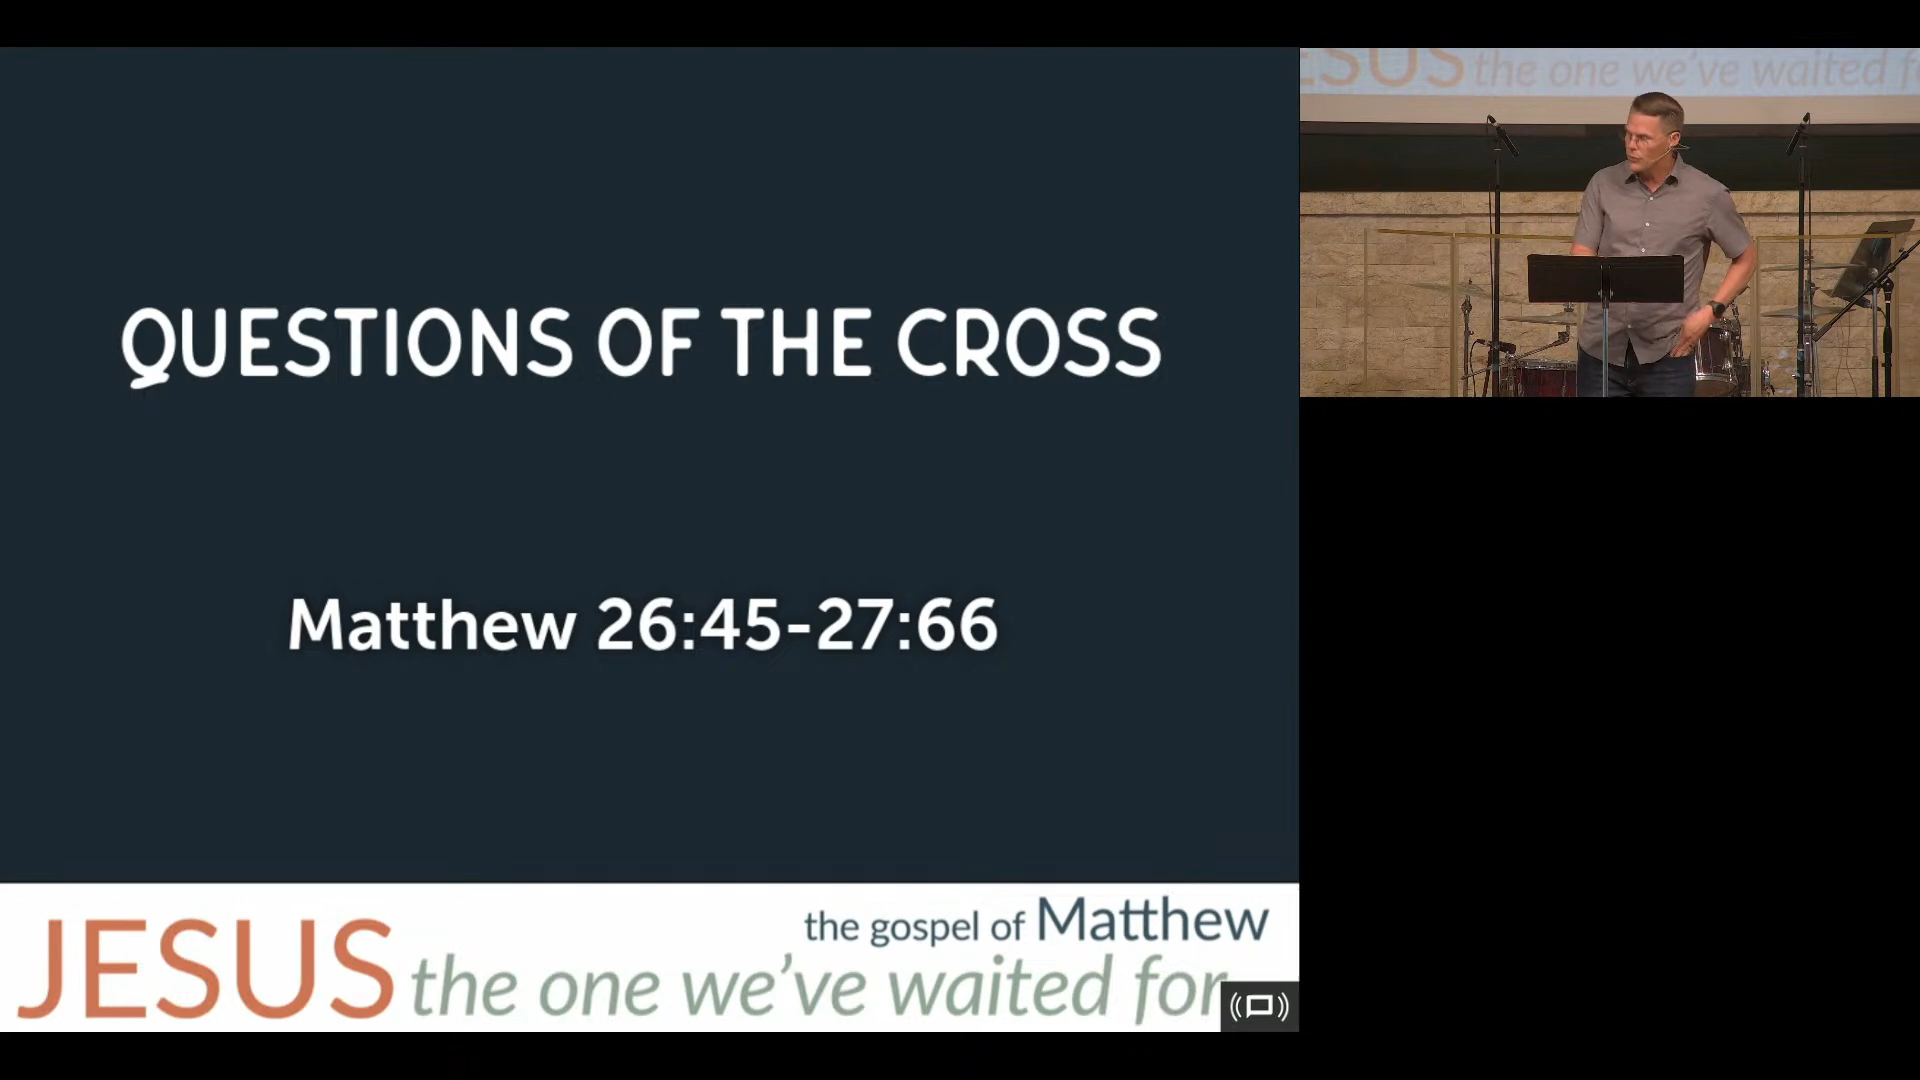 QUESTIONS OF THE CROSS
Matthew 26:45-27:66
the gospel of Matthew
JESUS the one we've waited for
ESUS the one we've waited f